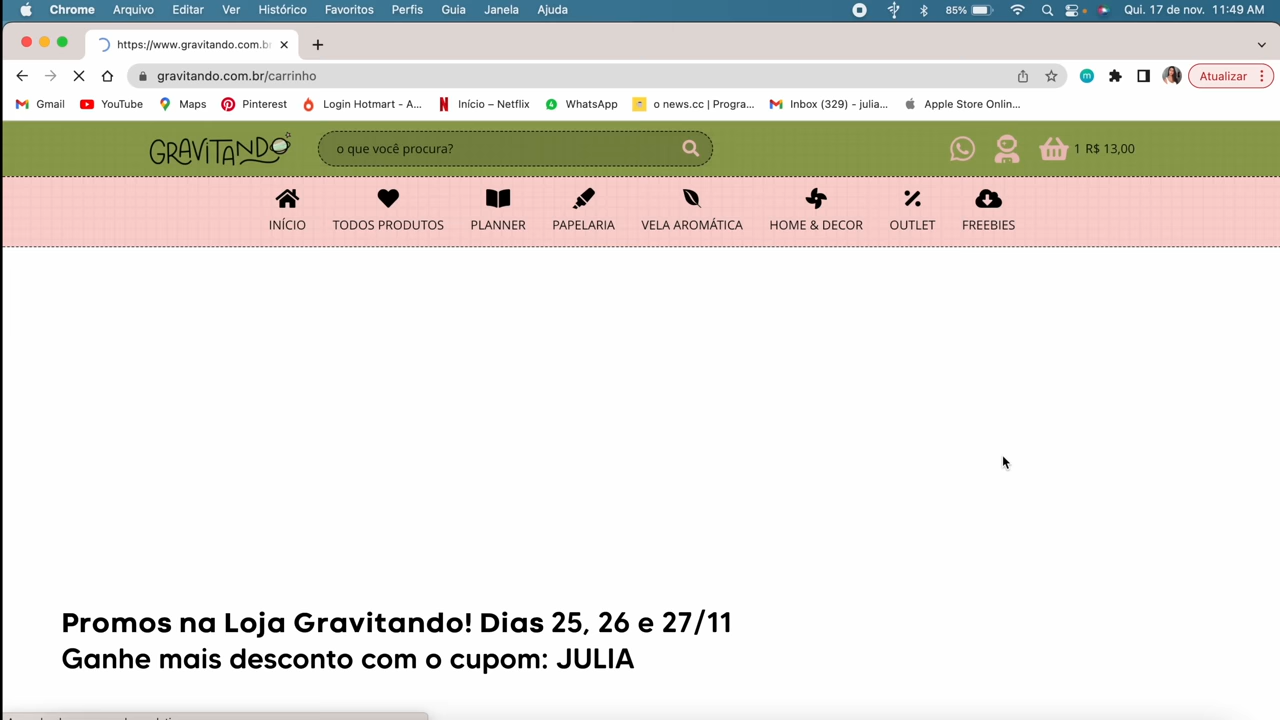 Chrome Arquivo Editar Ver Histórico Favoritos Perfis Guia Janela Ajuda 85% Qui. 17 de nov. 11:49 AM
https://www.gravitando.com.br
gravitando.com.br/carrinho Atualizar
Gmail YouTube Maps Pinterest Login Hotmart - A... Início – Netflix WhatsApp o news.cc | Progra... Inbox (329) - julia... Apple Store Onlin...
GRAVITANDO o que você procura? 1 R$ 13,00
INÍCIO TODOS PRODUTOS PLANNER PAPELARIA VELA AROMÁTICA HOME & DECOR OUTLET FREEBIES
Promos na Loja Gravitando! Dias 25, 26 e 27/11
Ganhe mais desconto com o cupom: JULIA